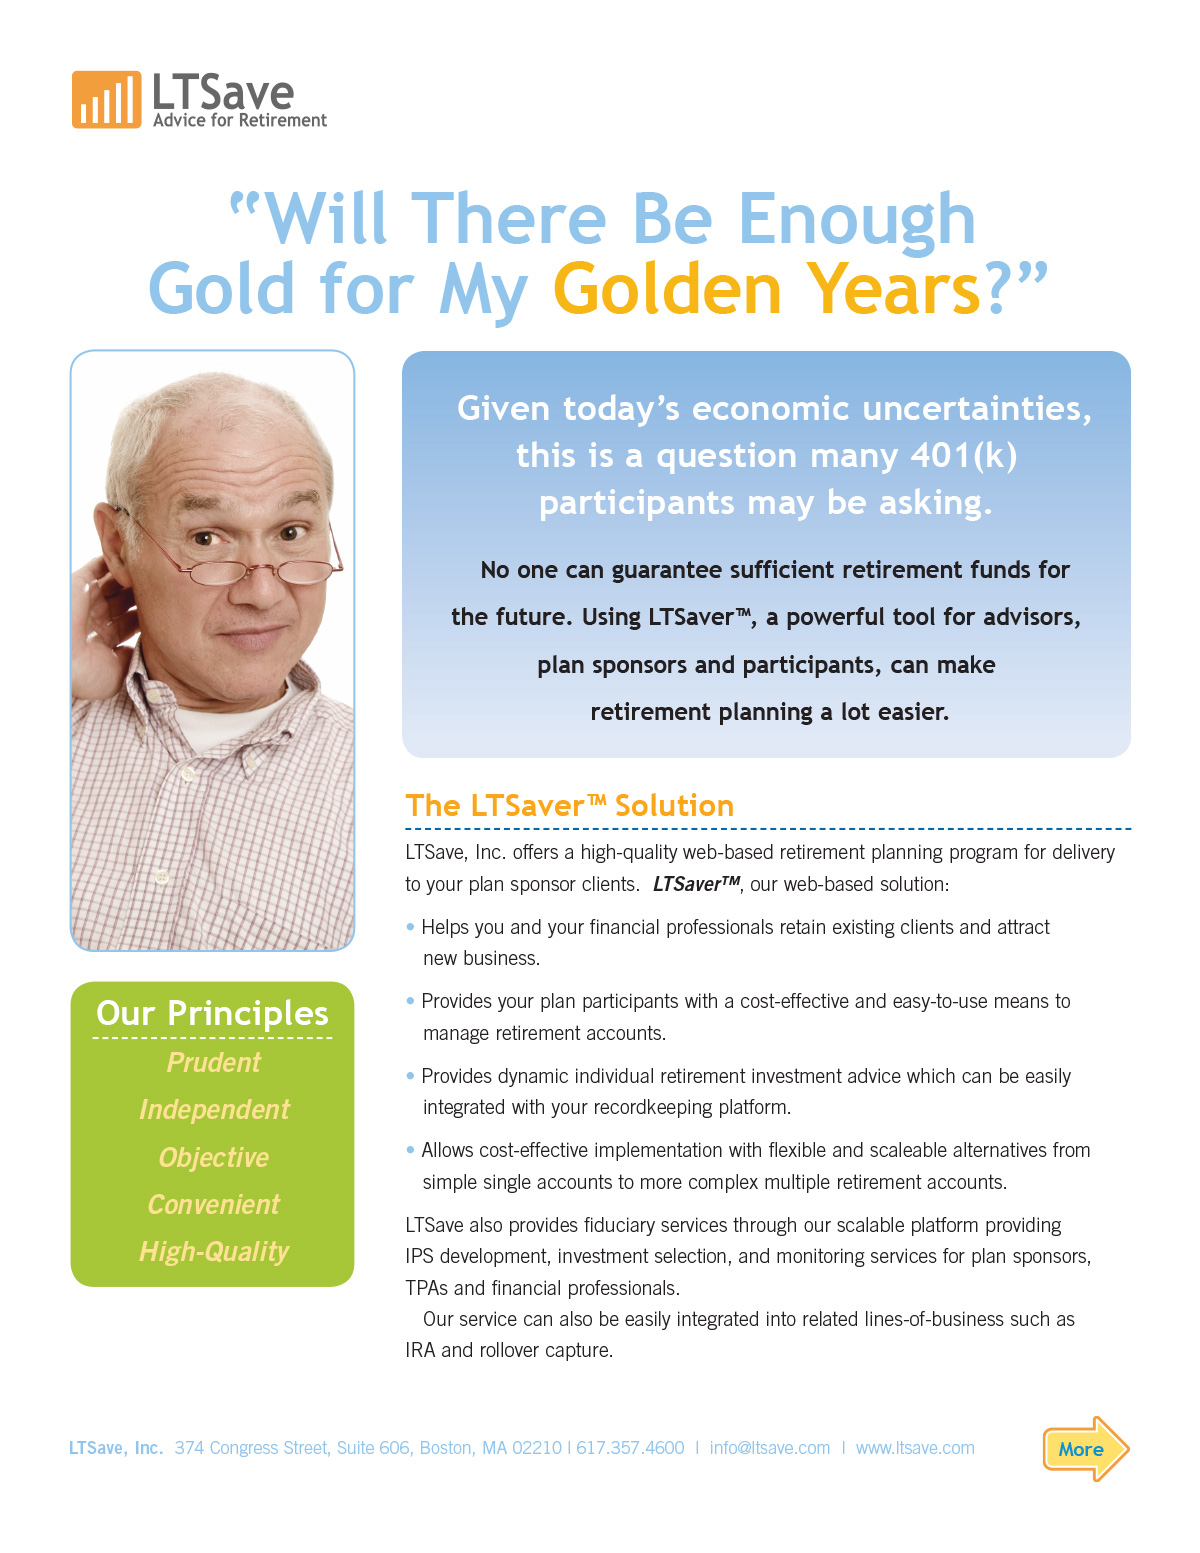 LTSave
Advice for Retirement
“Will There Be Enough
Gold for My Golden Years?”
Given today’s economic uncertainties,
this is a question many 401(k)
participants may be asking.
No one can guarantee sufficient retirement funds for
the future. Using LTSaver™, a powerful tool for advisors,
plan sponsors and participants, can make
retirement planning a lot easier.
Our Principles
Prudent
Independent
Objective
Convenient
High-Quality
The LTSaver™ Solution
LTSave, Inc. offers a high-quality web-based retirement planning program for delivery
to your plan sponsor clients.  LTSaver™, our web-based solution:
• Helps you and your financial professionals retain existing clients and attract
new business.
• Provides your plan participants with a cost-effective and easy-to-use means to
manage retirement accounts.
• Provides dynamic individual retirement investment advice which can be easily
integrated with your recordkeeping platform.
• Allows cost-effective implementation with flexible and scaleable alternatives from
simple single accounts to more complex multiple retirement accounts.
LTSave also provides fiduciary services through our scalable platform providing
IPS development, investment selection, and monitoring services for plan sponsors,
TPAs and financial professionals.
Our service can also be easily integrated into related lines-of-business such as
IRA and rollover capture.
LTSave, Inc.  374 Congress Street, Suite 606, Boston, MA 02210 | 617.357.4600  |  info@ltsave.com  |  www.ltsave.com
More